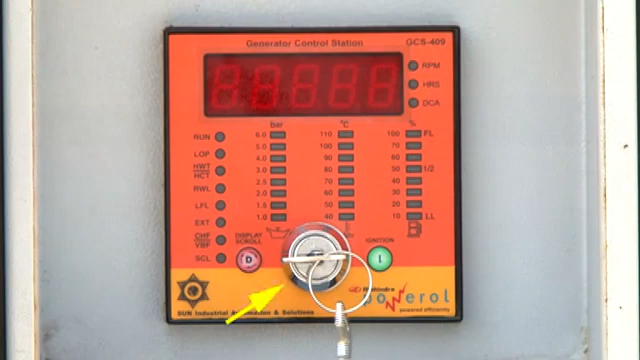 Generator Control Station GCS-409
RPM
HRS
DCA
bar °C %
RUN 6.0 110 100 FL
LOP 5.0 100 70
4.0 90 60
HWT
HCT 3.0 80 50 1/2
RWL 2.5 70 40
LFL 2.0 60 30
1.5 50 20
EXT 1.0 40 10 LL
CHF
VBF
SCL
DISPLAY
SCROLL
D
IGNITION
I
Mahindra
powerol
powered efficiency
SUN Industrial Automation & Solutions